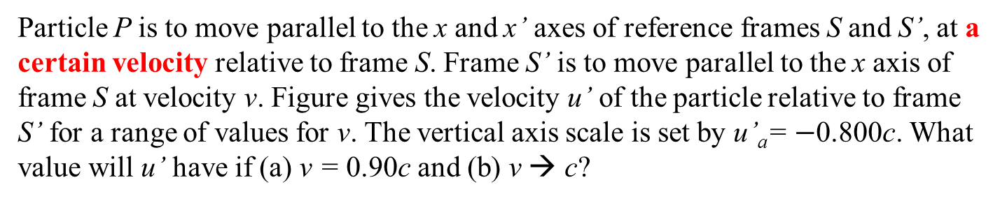 Particle P is to move parallel to the x and x’ axes of reference frames S and S’, at a
certain velocity relative to frame S. Frame S’ is to move parallel to the x axis of
frame S at velocity v. Figure gives the velocity u’ of the particle relative to frame
S’ for a range of values for v. The vertical axis scale is set by u’ₐ= −0.800c. What
value will u’ have if (a) v = 0.90c and (b) v → c?